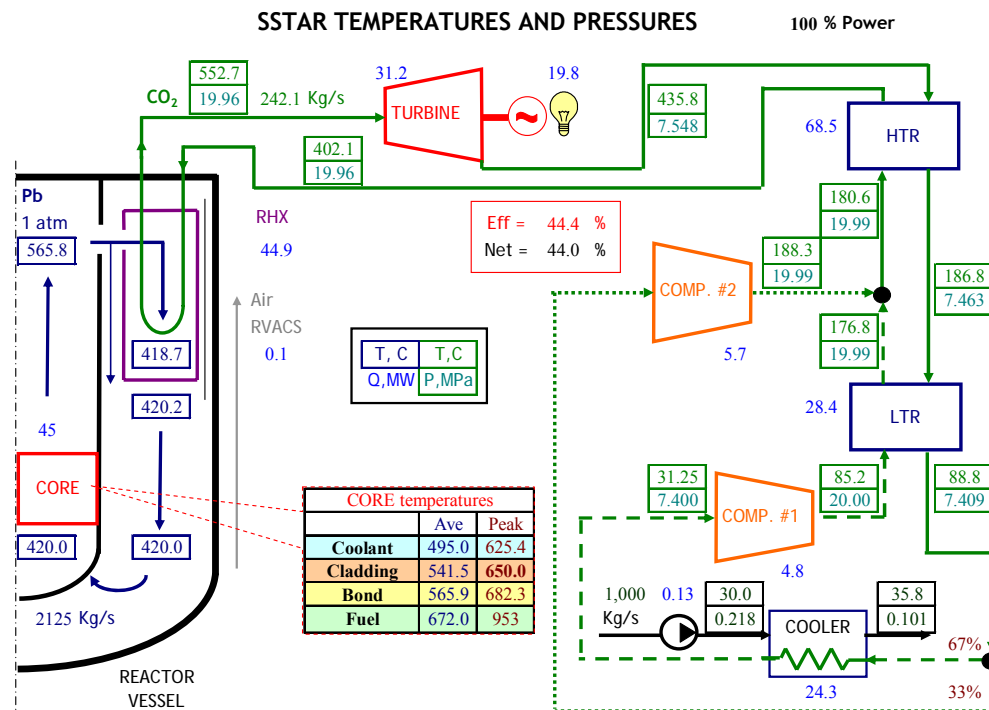 SSTAR TEMPERATURES AND PRESSURES
100 % Power
552.7
19.96
CO2
242.1 Kg/s
31.2
TURBINE
~
19.8
435.8
7.548
68.5
HTR
402.1
19.96
Pb
1 atm
565.8
RHX
44.9
Eff = 44.4 %
Net = 44.0 %
180.6
19.99
188.3
19.99
186.8
7.463
COMP. #2
5.7
176.8
19.99
Air
RVACS
0.1
418.7
T, C T,C
Q,MW P,MPa
420.2
28.4
LTR
45
CORE
31.25
7.400
COMP. #1
4.8
85.2
20.00
88.8
7.409
CORE temperatures
Ave Peak
Coolant 495.0 625.4
Cladding 541.5 650.0
Bond 565.9 682.3
Fuel 672.0 953
420.0
420.0
2125 Kg/s
1,000
Kg/s
0.13
30.0
0.218
COOLER
35.8
0.101
24.3
67%
33%
REACTOR
VESSEL